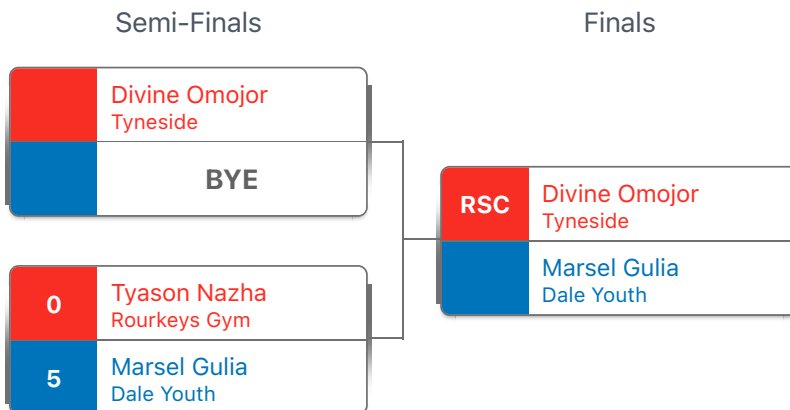 Semi-Finals
Finals
Divine Omojor
Tyneside
BYE
0
Tyason Nazha
Rourkeys Gym
5
Marsel Gulia
Dale Youth
RSC
Divine Omojor
Tyneside
Marsel Gulia
Dale Youth